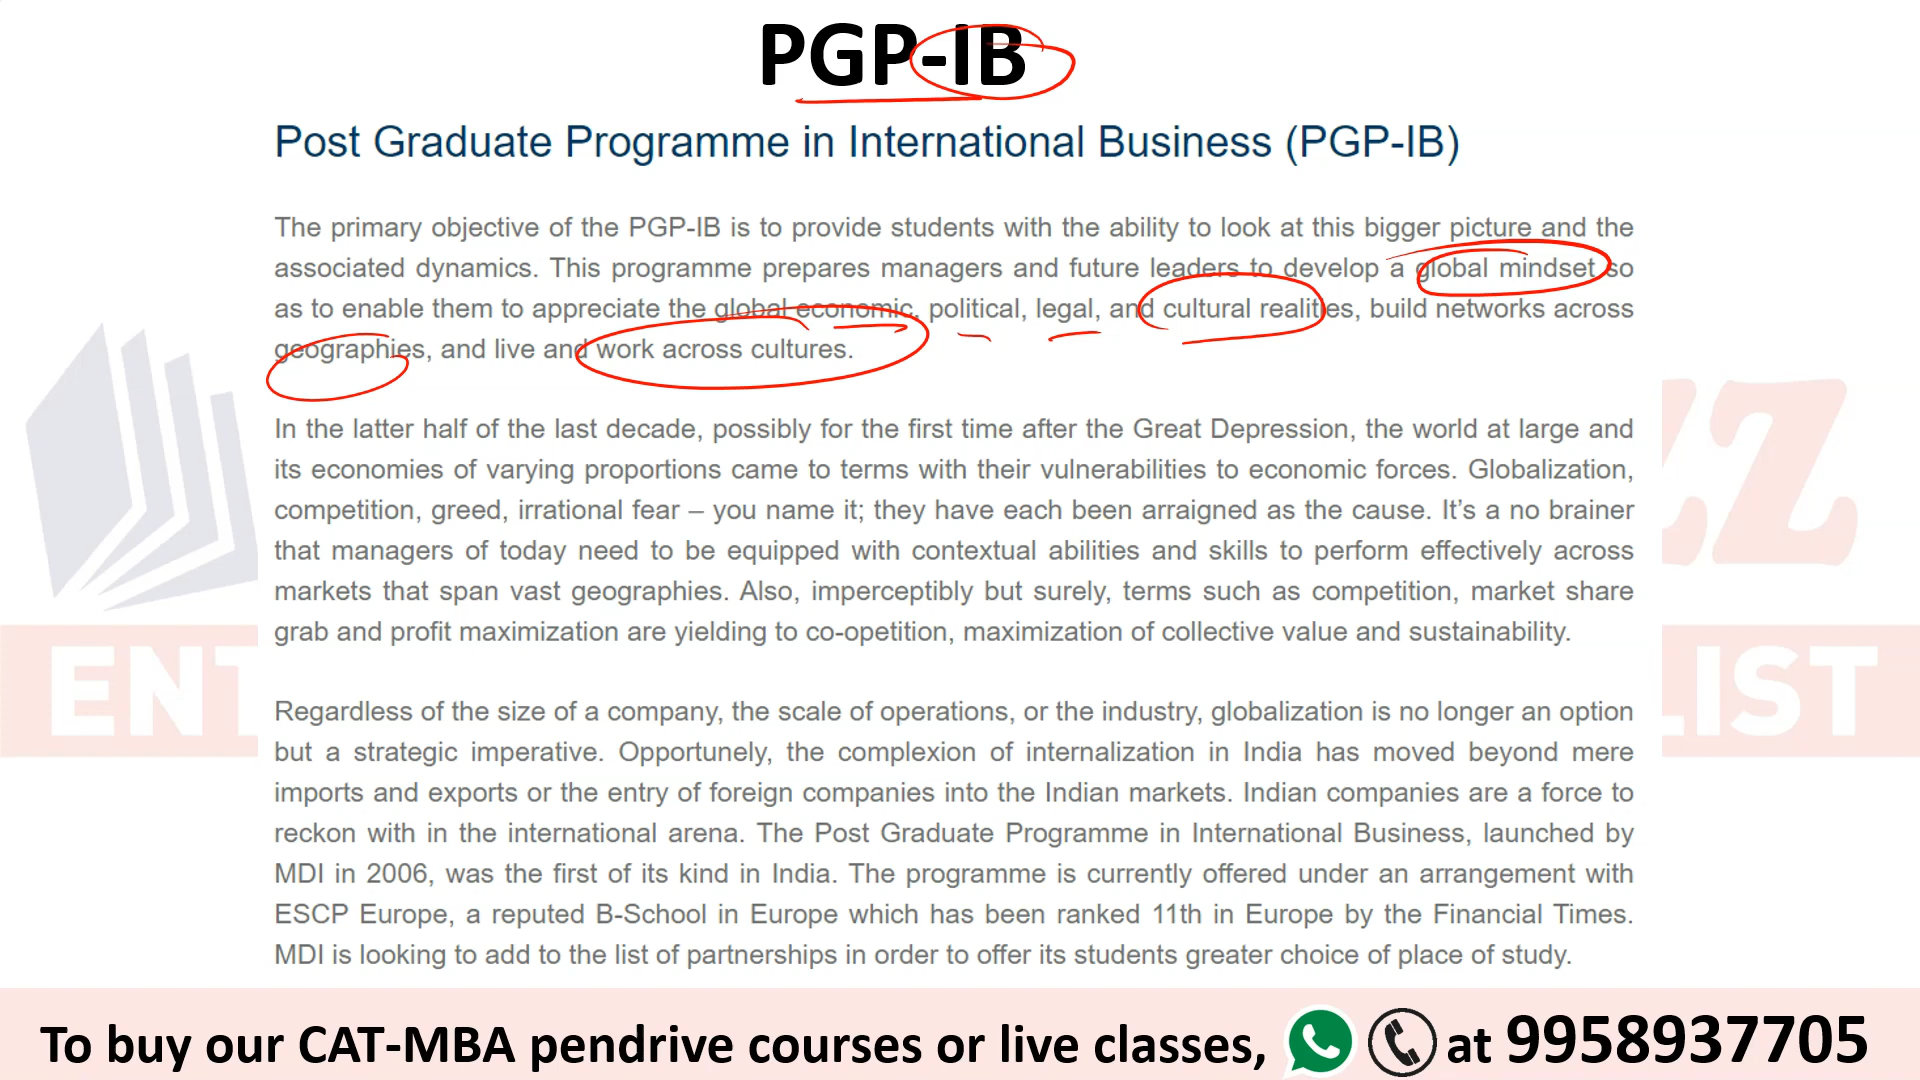 PGP-IB
Post Graduate Programme in International Business (PGP-IB)
The primary objective of the PGP-IB is to provide students with the ability to look at this bigger picture and the
associated dynamics. This programme prepares managers and future leaders to develop a global mindset so
as to enable them to appreciate the global economic, political, legal, and cultural realities, build networks across
geographies, and live and work across cultures.
In the latter half of the last decade, possibly for the first time after the Great Depression, the world at large and
its economies of varying proportions came to terms with their vulnerabilities to economic forces. Globalization,
competition, greed, irrational fear – you name it; they have each been arraigned as the cause. It’s a no brainer
that managers of today need to be equipped with contextual abilities and skills to perform effectively across
markets that span vast geographies. Also, imperceptibly but surely, terms such as competition, market share
grab and profit maximization are yielding to co-opetition, maximization of collective value and sustainability.
Regardless of the size of a company, the scale of operations, or the industry, globalization is no longer an option
but a strategic imperative. Opportunely, the complexion of internalization in India has moved beyond mere
imports and exports or the entry of foreign companies into the Indian markets. Indian companies are a force to
reckon with in the international arena. The Post Graduate Programme in International Business, launched by
MDI in 2006, was the first of its kind in India. The programme is currently offered under an arrangement with
ESCP Europe, a reputed B-School in Europe which has been ranked 11th in Europe by the Financial Times.
MDI is looking to add to the list of partnerships in order to offer its students greater choice of place of study.
To buy our CAT-MBA pendrive courses or live classes, at 9958937705